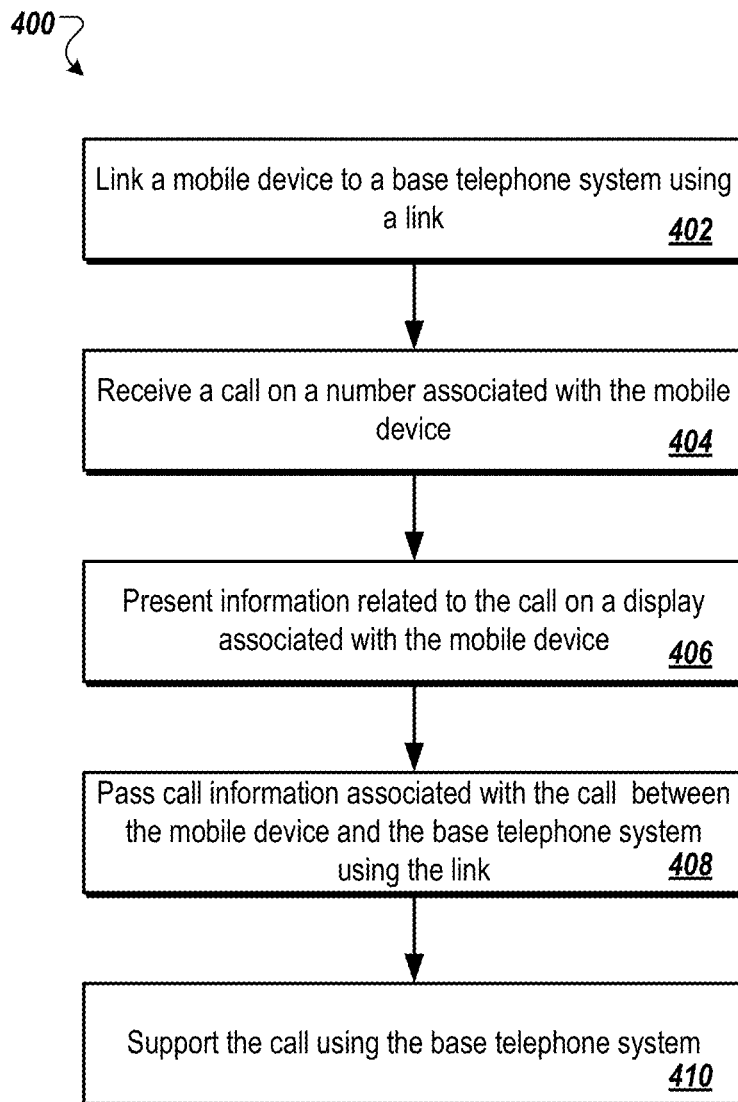 400
Link a mobile device to a base telephone system using
a link
402
Receive a call on a number associated with the mobile
device
404
Present information related to the call on a display
associated with the mobile device
406
Pass call information associated with the call between
the mobile device and the base telephone system
using the link
408
Support the call using the base telephone system
410